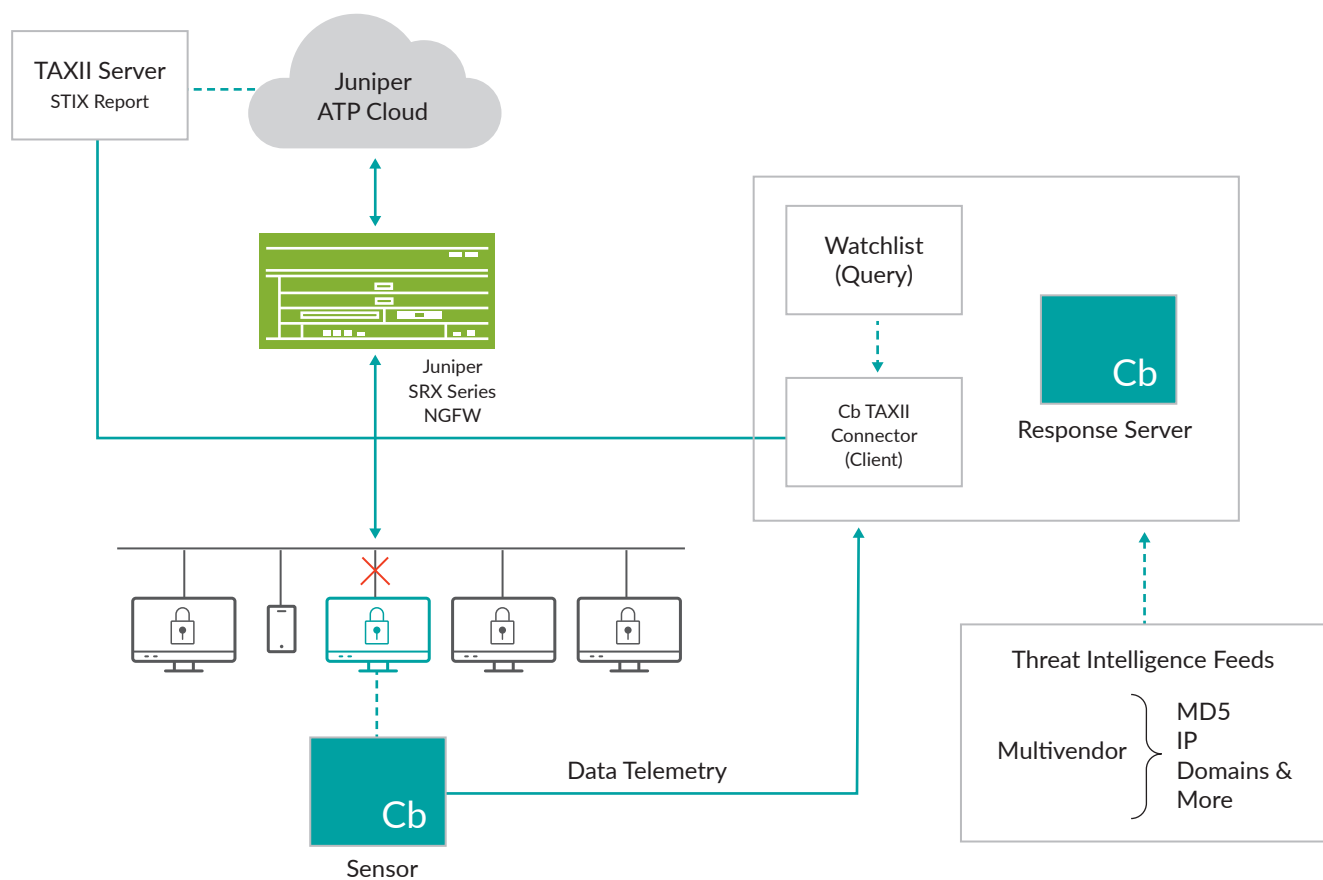 TAXII Server
STIX Report
Juniper
ATP Cloud
Juniper
SRX Series
NGFW
Watchlist
(Query)
Cb TAXII
Connector
(Client)
Cb
Response Server
Cb
Sensor
Data Telemetry
Threat Intelligence Feeds
Multivendor
MD5
IP
Domains &
More